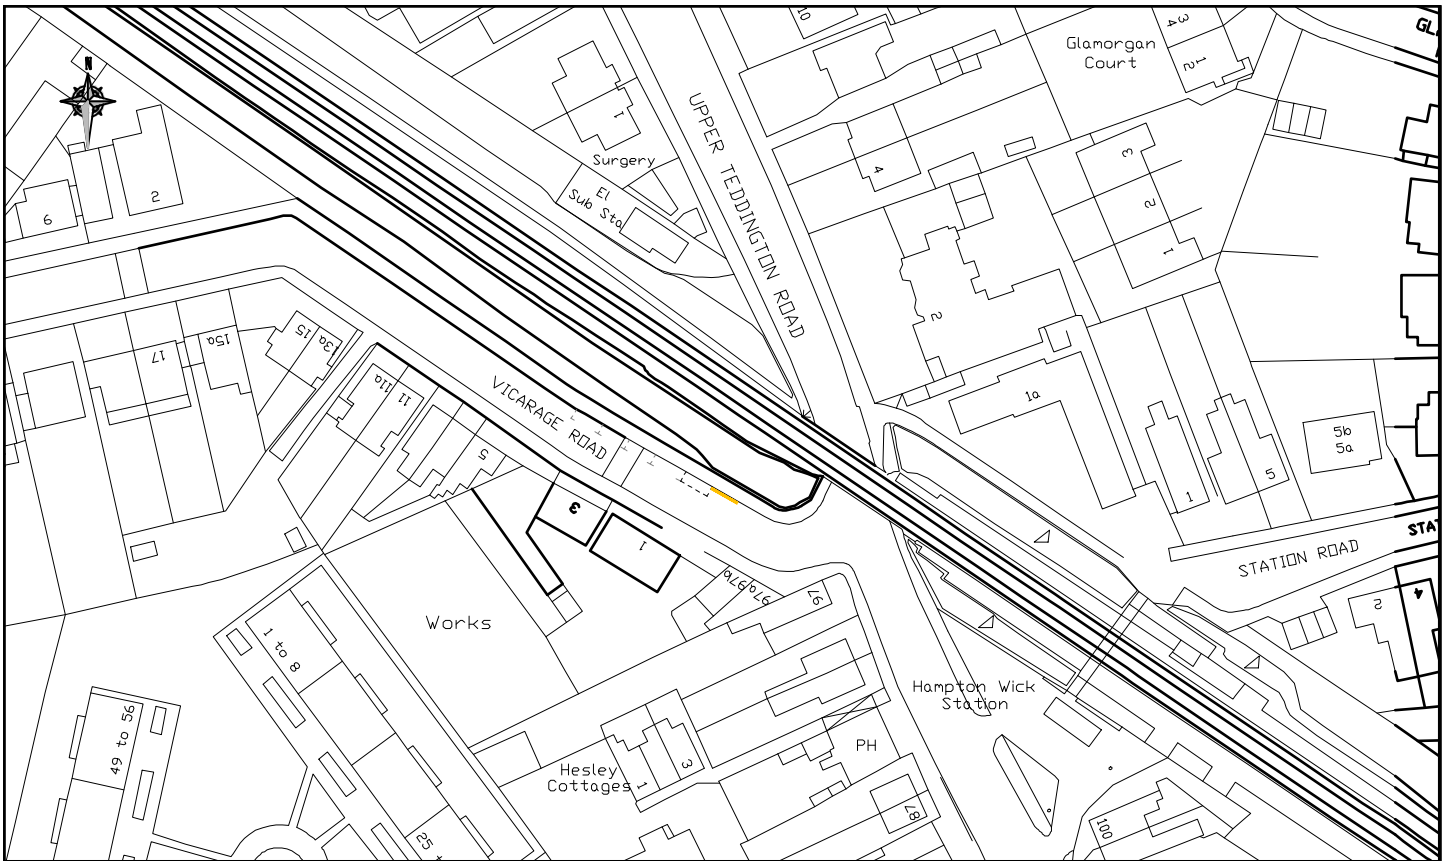 10
3
4
GL
Glamorgan
Court
1
2
N
UPPER TEDDINGTON ROAD
1
Surgery
3
4
El
Sub Sta
2
2
6
1
2
13a 15
15a
17
11a
11
VICARAGE ROAD
1a
5b
5a
5
5
1
3
1
STA
STATION ROAD
97b
97a
97
4
2
Works
1 to 8
Hampton Wick
Station
49 to 56
PH
3
Hesley
Cottages
1
87
100
25